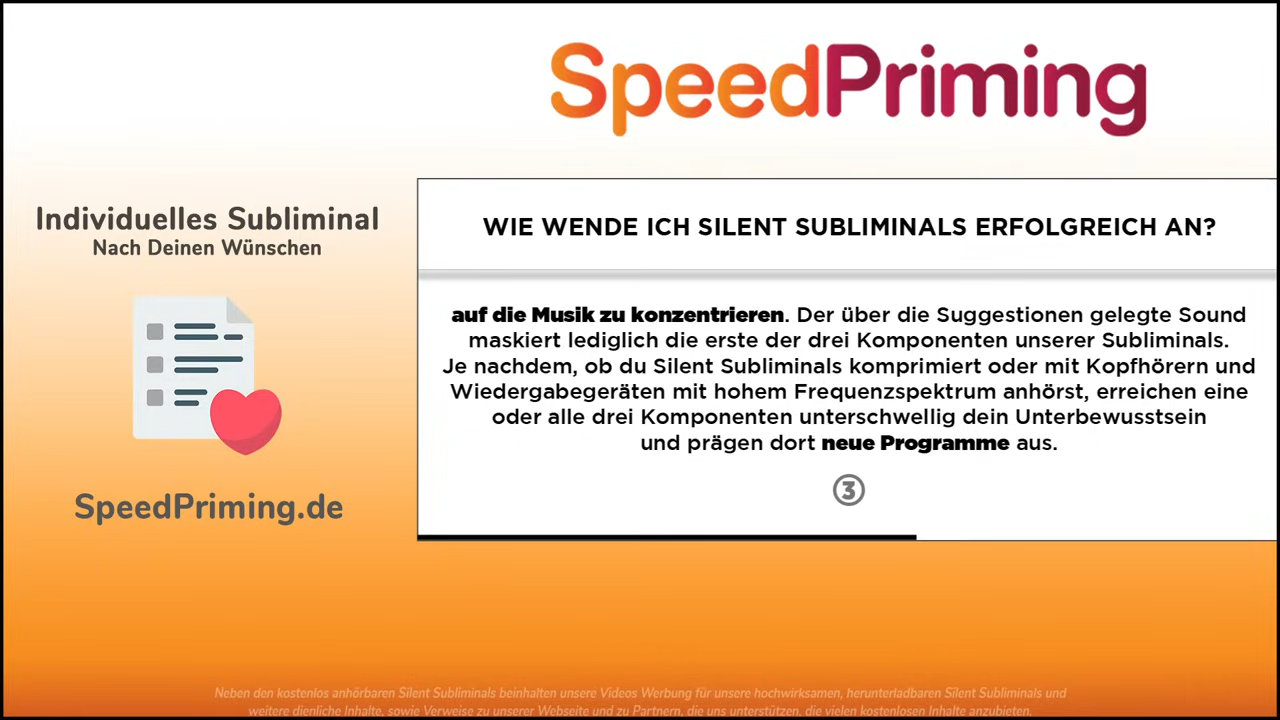 SpeedPriming
Individuelles Subliminal
Nach Deinen Wünschen
SpeedPriming.de
WIE WENDE ICH SILENT SUBLIMINALS ERFOLGREICH AN?
auf die Musik zu konzentrieren. Der über die Suggestionen gelegte Sound
maskiert lediglich die erste der drei Komponenten unserer Subliminals.
Je nachdem, ob du Silent Subliminals komprimiert oder mit Kopfhörern und
Wiedergabegeräten mit hohem Frequenzspektrum anhörst, erreichen eine
oder alle drei Komponenten unterschwellig dein Unterbewusstsein
und prägen dort neue Programme aus.
③
Neben den kostenlos anhörbaren Silent Subliminals beinhalten unsere Videos Werbung für unsere hochwirksamen, herunterladbaren Silent Subliminals und
weitere dienliche Inhalte, sowie Verweise zu unserer Webseite und zu Partnern, die uns unterstützen, die vielen kostenlosen Inhalte anzubieten.